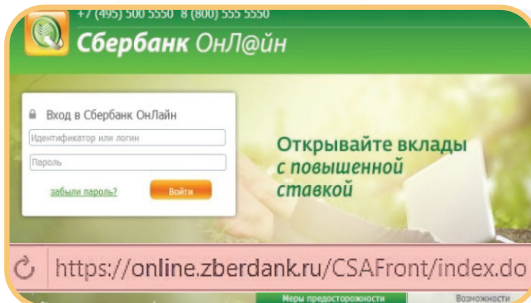 +7 (495) 500 5550 8 (800) 555 5550
Сбербанк ОнЛ@йн
Вход в Сбербанк ОнЛайн
Идентификатор или логин
Пароль
забыли пароль?
Войти
Открывайте вклады
с повышенной
ставкой
https://online.zberdank.ru/CSAFront/index.do
Меры предосторожности
Возможности